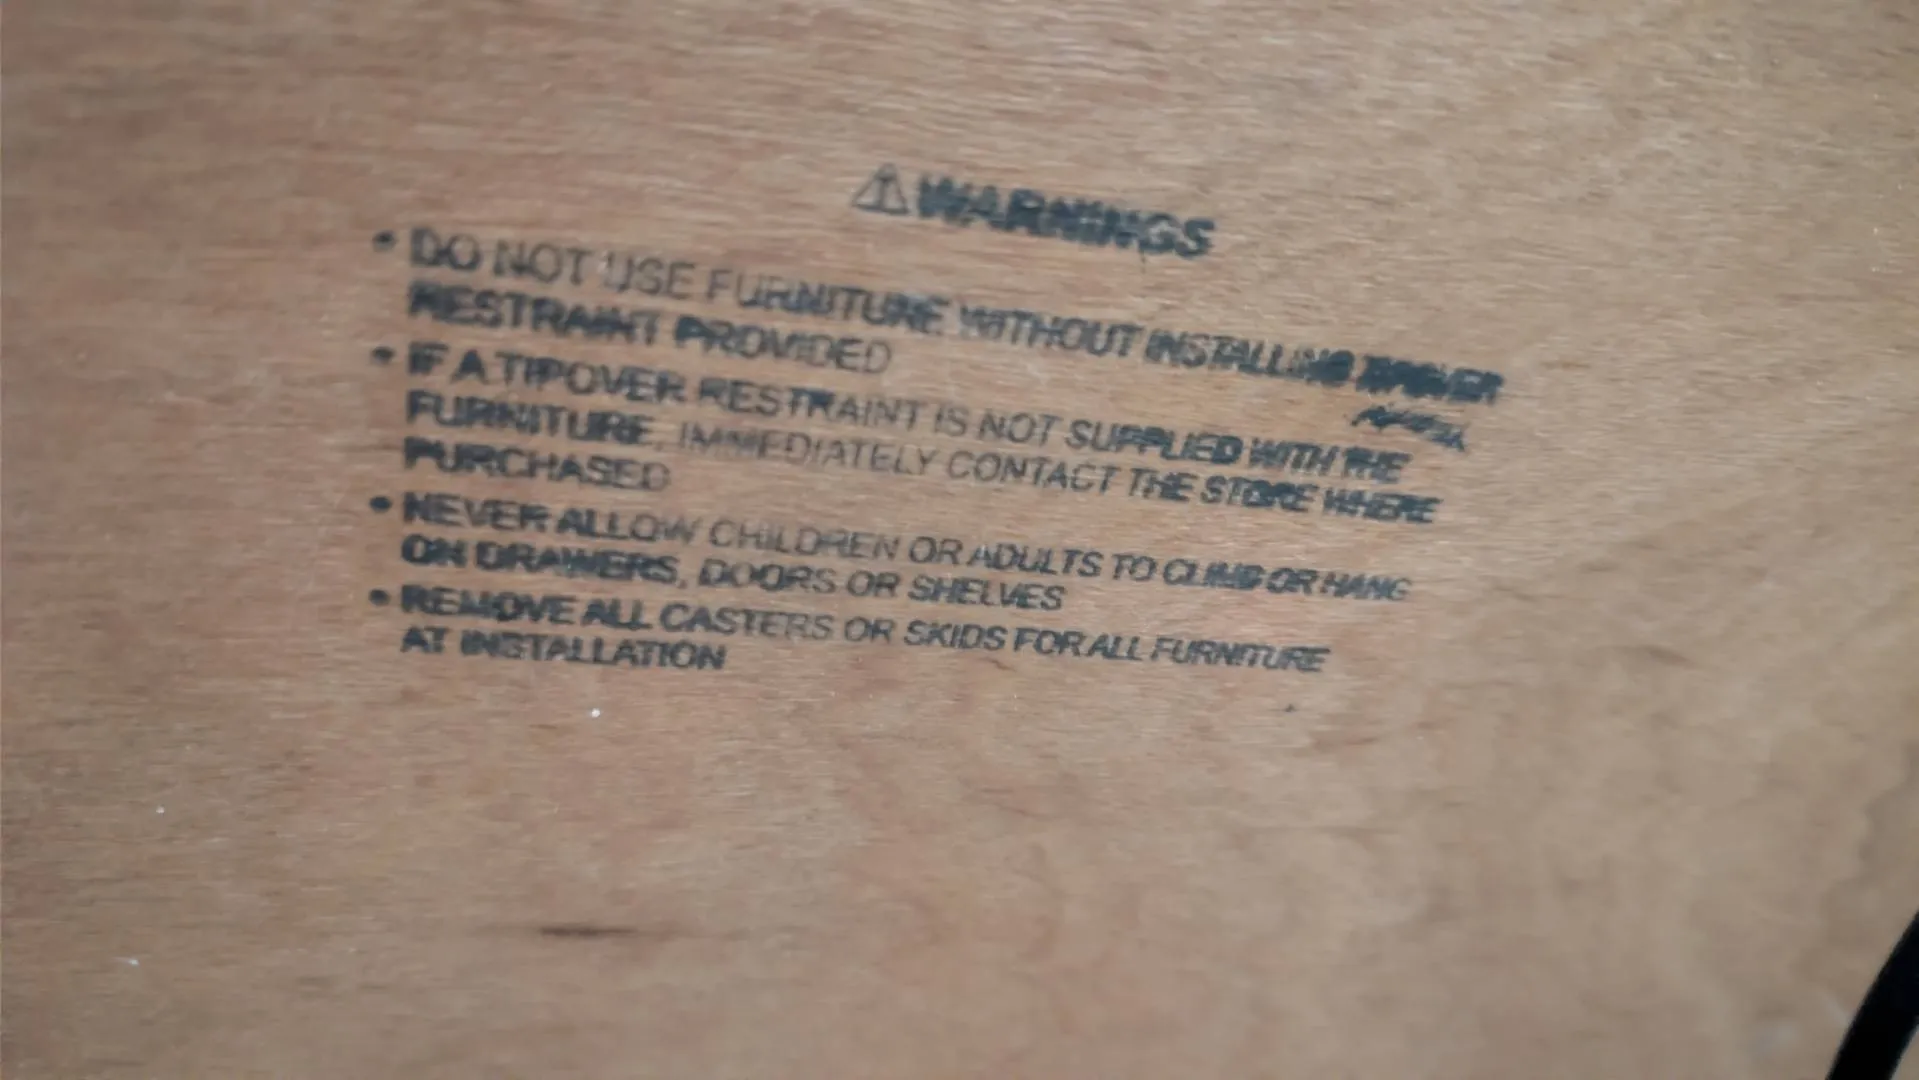 ⚠WARNINGS
• DO NOT USE FURNITURE WITHOUT INSTALLING TIPOVER
RESTRAINT PROVIDED
• IF A TIPOVER RESTRAINT IS NOT SUPPLIED WITH THE
FURNITURE, IMMEDIATELY CONTACT THE STORE WHERE
PURCHASED
• NEVER ALLOW CHILDREN OR ADULTS TO CLIMB OR HANG
ON DRAWERS, DOORS OR SHELVES
• REMOVE ALL CASTERS OR SKIDS FOR ALL FURNITURE
AT INSTALLATION